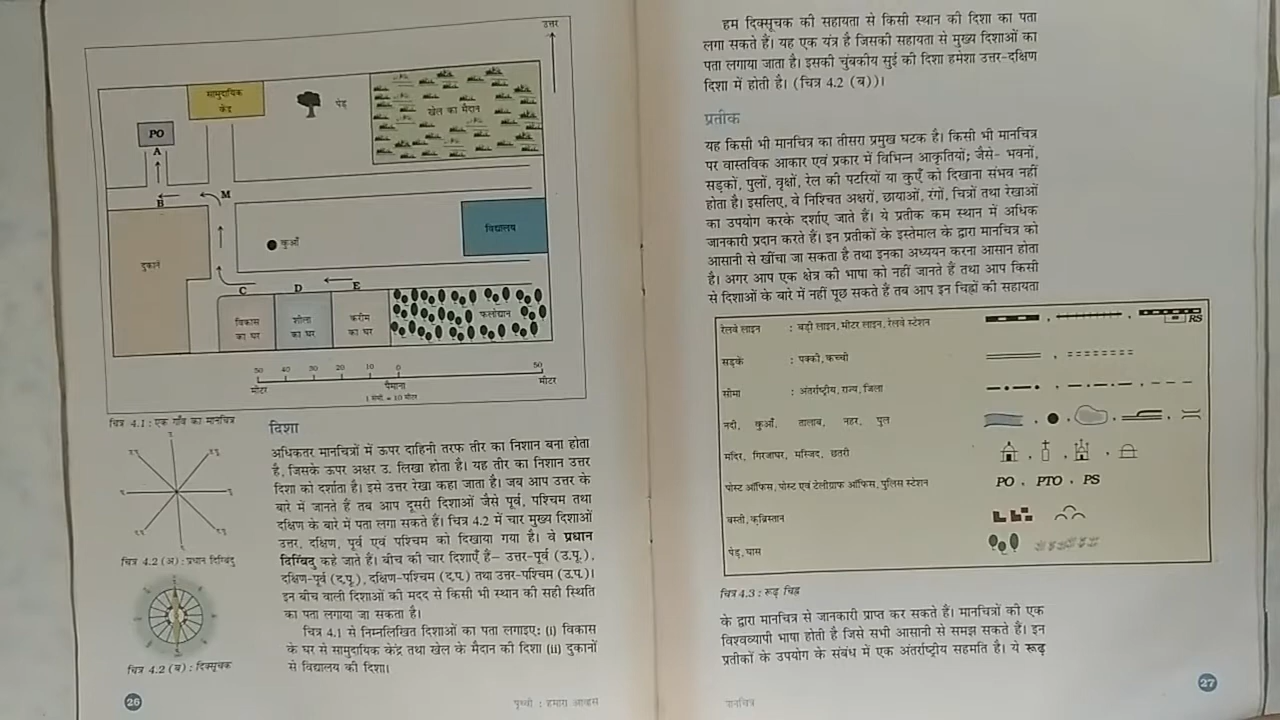 उत्तर
सामुदायिक
केंद्र
पेड़
खेल का मैदान
PO
A
B
M
कुआँ
विद्यालय
दुकानें
C
D
E
विकास
का घर
शीला
का घर
करीम
का घर
फलोद्यान
50 40 30 20 10 0 50
मीटर पैमाना मीटर
1 सेमी. = 10 मीटर
चित्र 4.1 : एक गाँव का मानचित्र
चित्र 4.2 (अ) : प्रधान दिग्बिंदु
चित्र 4.2 (ब) : दिक्सूचक
दिशा
अधिकतर मानचित्रों में ऊपर दाहिनी तरफ तीर का निशान बना होता
है, जिसके ऊपर अक्षर उ. लिखा होता है। यह तीर का निशान उत्तर
दिशा को दर्शाता है। इसे उत्तर रेखा कहा जाता है। जब आप उत्तर के
बारे में जानते हैं तब आप दूसरी दिशाओं जैसे पूर्व, पश्चिम तथा
दक्षिण के बारे में पता लगा सकते हैं। चित्र 4.2 में चार मुख्य दिशाओं
उत्तर, दक्षिण, पूर्व एवं पश्चिम को दिखाया गया है। वे प्रधान
दिग्बिंदु कहे जाते हैं। बीच की चार दिशाएँ हैं– उत्तर-पूर्व (उ.पू.),
दक्षिण-पूर्व (द.पू.), दक्षिण-पश्चिम (द.प.) तथा उत्तर-पश्चिम (उ.प.)।
इन बीच वाली दिशाओं की मदद से किसी भी स्थान की सही स्थिति
का पता लगाया जा सकता है।
चित्र 4.1 से निम्नलिखित दिशाओं का पता लगाइए: (i) विकास
के घर से सामुदायिक केंद्र तथा खेल के मैदान की दिशा (ii) दुकानों
से विद्यालय की दिशा।
26
पृथ्वी : हमारा आवास
हम दिक्सूचक की सहायता से किसी स्थान की दिशा का पता
लगा सकते हैं। यह एक यंत्र है जिसकी सहायता से मुख्य दिशाओं का
पता लगाया जाता है। इसकी चुंबकीय सुई की दिशा हमेशा उत्तर-दक्षिण
दिशा में होती है। (चित्र 4.2 (ब))।
प्रतीक
यह किसी भी मानचित्र का तीसरा प्रमुख घटक है। किसी भी मानचित्र
पर वास्तविक आकार एवं प्रकार में विभिन्न आकृतियों; जैसे- भवनों,
सड़कों, पुलों, वृक्षों, रेल की पटरियों या कुएँ को दिखाना संभव नहीं
होता है। इसलिए, वे निश्चित अक्षरों, छायाओं, रंगों, चित्रों तथा रेखाओं
का उपयोग करके दर्शाए जाते हैं। ये प्रतीक कम स्थान में अधिक
जानकारी प्रदान करते हैं। इन प्रतीकों के इस्तेमाल के द्वारा मानचित्र को
आसानी से खींचा जा सकता है तथा इनका अध्ययन करना आसान होता
है। अगर आप एक क्षेत्र की भाषा को नहीं जानते हैं तथा आप किसी
से दिशाओं के बारे में नहीं पूछ सकते हैं तब आप इन चिह्नों की सहायता
रेलवे लाइन : बड़ी लाइन, मीटर लाइन, रेलवे स्टेशन RS
सड़कें : पक्की, कच्ची
सीमा : अंतर्राष्ट्रीय, राज्य, जिला
नदी, कुआँ, तालाब, नहर, पुल
मंदिर, गिरजाघर, मस्जिद, छतरी
पोस्ट ऑफिस, पोस्ट एवं टेलीग्राफ ऑफिस, पुलिस स्टेशन PO , PTO , PS
बस्ती, कब्रिस्तान
पेड़, घास
चित्र 4.3 : रूढ़ चिह्न
के द्वारा मानचित्र से जानकारी प्राप्त कर सकते हैं। मानचित्रों की एक
विश्वव्यापी भाषा होती है जिसे सभी आसानी से समझ सकते हैं। इन
प्रतीकों के उपयोग के संबंध में एक अंतर्राष्ट्रीय सहमति है। ये रूढ़
मानचित्र
27